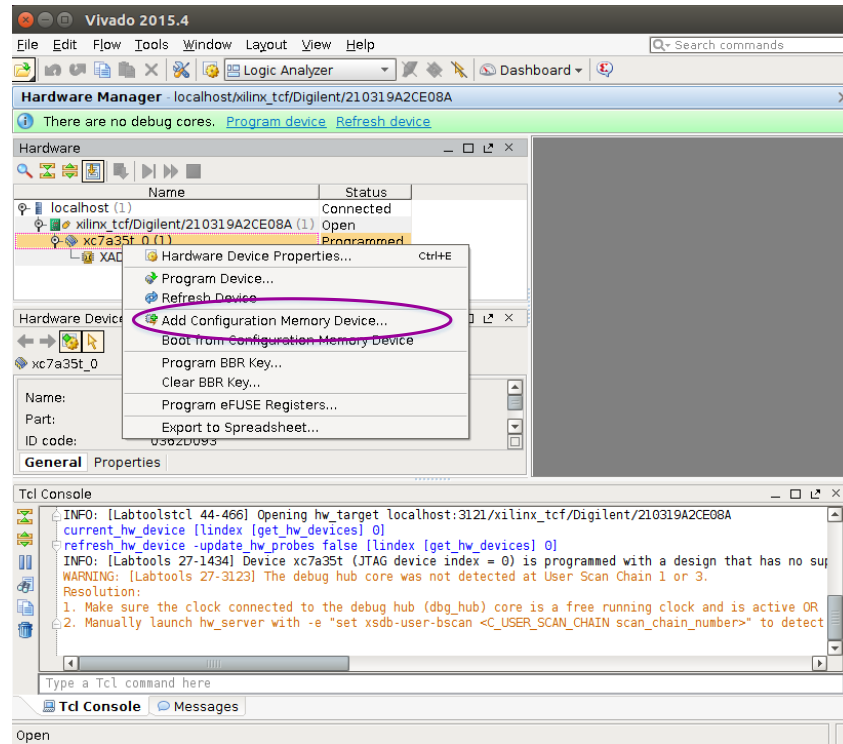 Vivado 2015.4
File Edit Flow Tools Window Layout View Help
Search commands
Logic Analyzer Dashboard
Hardware Manager - localhost/xilinx_tcf/Digilent/210319A2CE08A
There are no debug cores. Program device Refresh device
Hardware
Name Status
localhost (1) Connected
xilinx_tcf/Digilent/210319A2CE08A (1) Open
xc7a35t_0 (1) Programmed
XAD
Hardware Device Properties... Ctrl+E
Program Device...
Refresh Device
Add Configuration Memory Device...
Boot from Configuration Memory Device
Program BBR Key...
Clear BBR Key...
Program eFUSE Registers...
Export to Spreadsheet...
Hardware Device
xc7a35t_0
Name:
Part:
ID code: 0362D093
General Properties
Tcl Console
INFO: [Labtoolstcl 44-466] Opening hw_target localhost:3121/xilinx_tcf/Digilent/210319A2CE08A
current_hw_device [lindex [get_hw_devices] 0]
refresh_hw_device -update_hw_probes false [lindex [get_hw_devices] 0]
INFO: [Labtools 27-1434] Device xc7a35t (JTAG device index = 0) is programmed with a design that has no sup
WARNING: [Labtools 27-3123] The debug hub core was not detected at User Scan Chain 1 or 3.
Resolution:
1. Make sure the clock connected to the debug hub (dbg_hub) core is a free running clock and is active OR
2. Manually launch hw_server with -e "set xsdb-user-bscan <C_USER_SCAN_CHAIN scan_chain_number>" to detect
Type a Tcl command here
Tcl Console Messages
Open